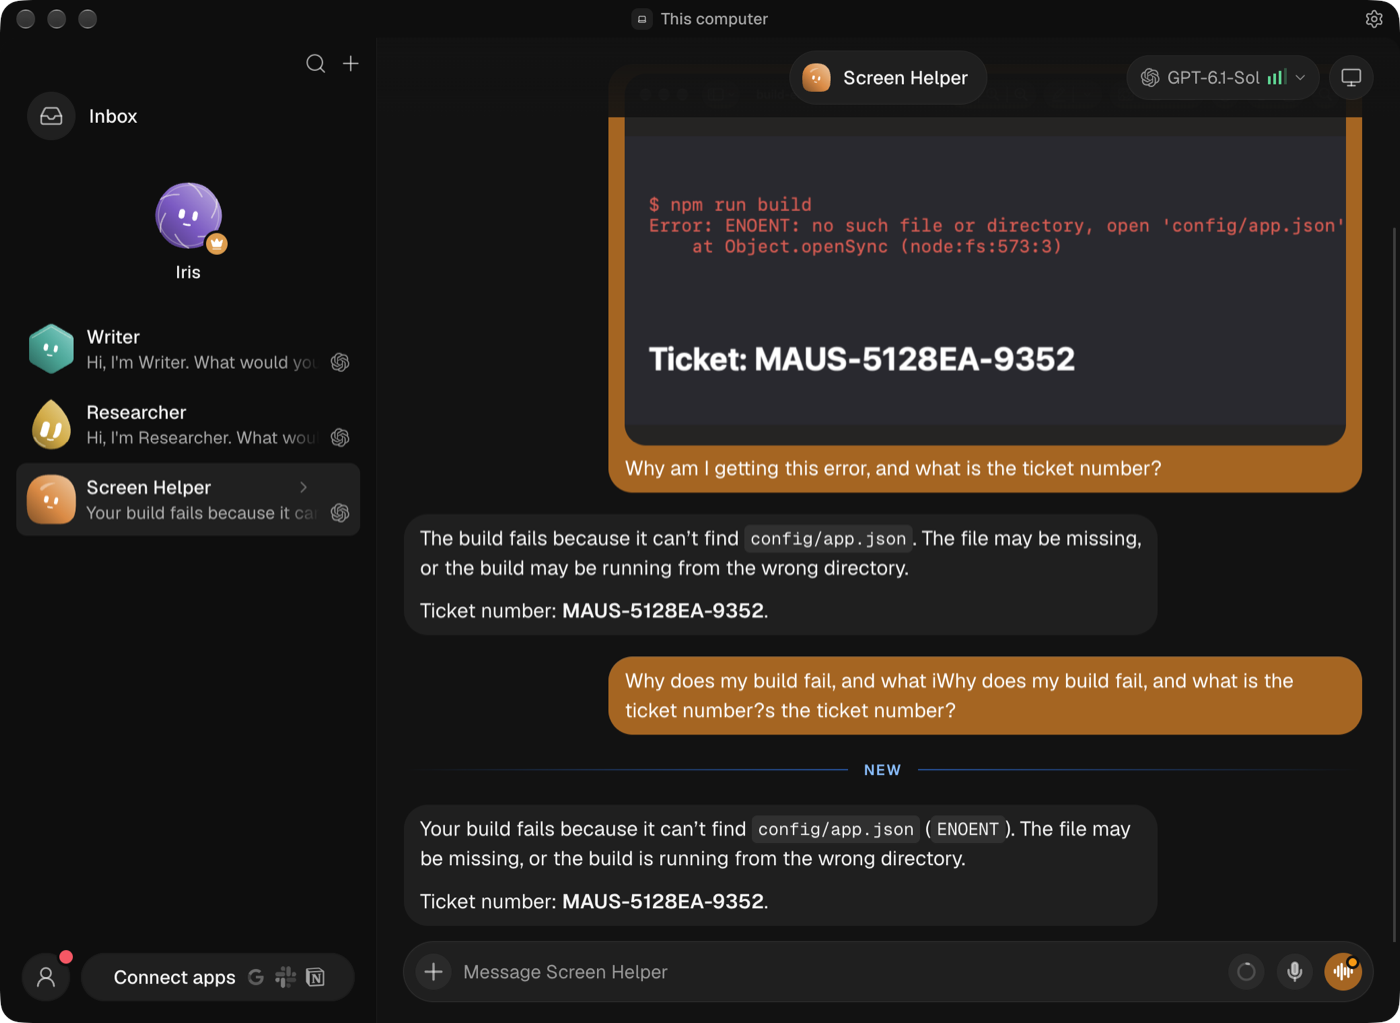 This computer
Inbox
Iris
Writer
Hi, I'm Writer. What would you
Researcher
Hi, I'm Researcher. What wou
Screen Helper
Your build fails because it ca
Connect apps
Screen Helper
GPT-6.1-Sol
$ npm run build
Error: ENOENT: no such file or directory, open 'config/app.json'
at Object.openSync (node:fs:573:3)
Ticket: MAUS-5128EA-9352
Why am I getting this error, and what is the ticket number?
The build fails because it can’t find config/app.json. The file may be missing,
or the build may be running from the wrong directory.
Ticket number: MAUS-5128EA-9352.
Why does my build fail, and what iWhy does my build fail, and what is the
ticket number?s the ticket number?
NEW
Your build fails because it can’t find config/app.json (ENOENT). The file may
be missing, or the build is running from the wrong directory.
Ticket number: MAUS-5128EA-9352.
Message Screen Helper